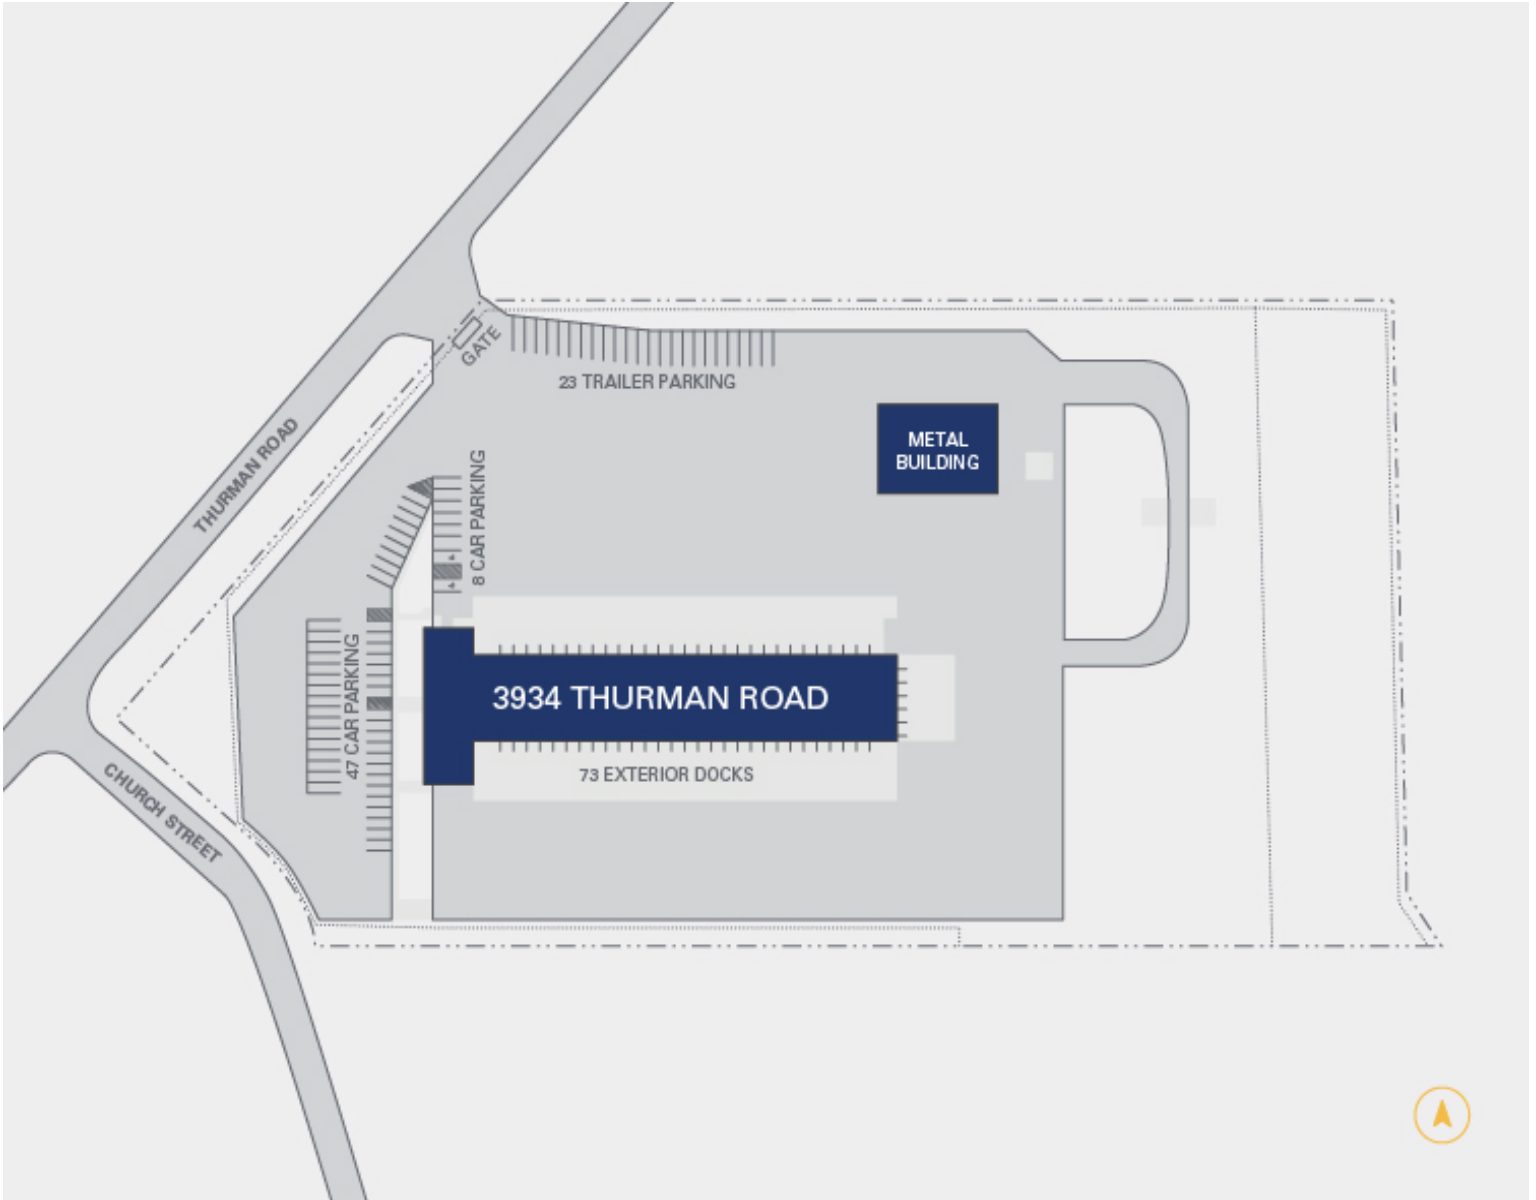 GATE
23 TRAILER PARKING
THURMAN ROAD
METAL
BUILDING
8 CAR PARKING
47 CAR PARKING
3934 THURMAN ROAD
73 EXTERIOR DOCKS
CHURCH STREET